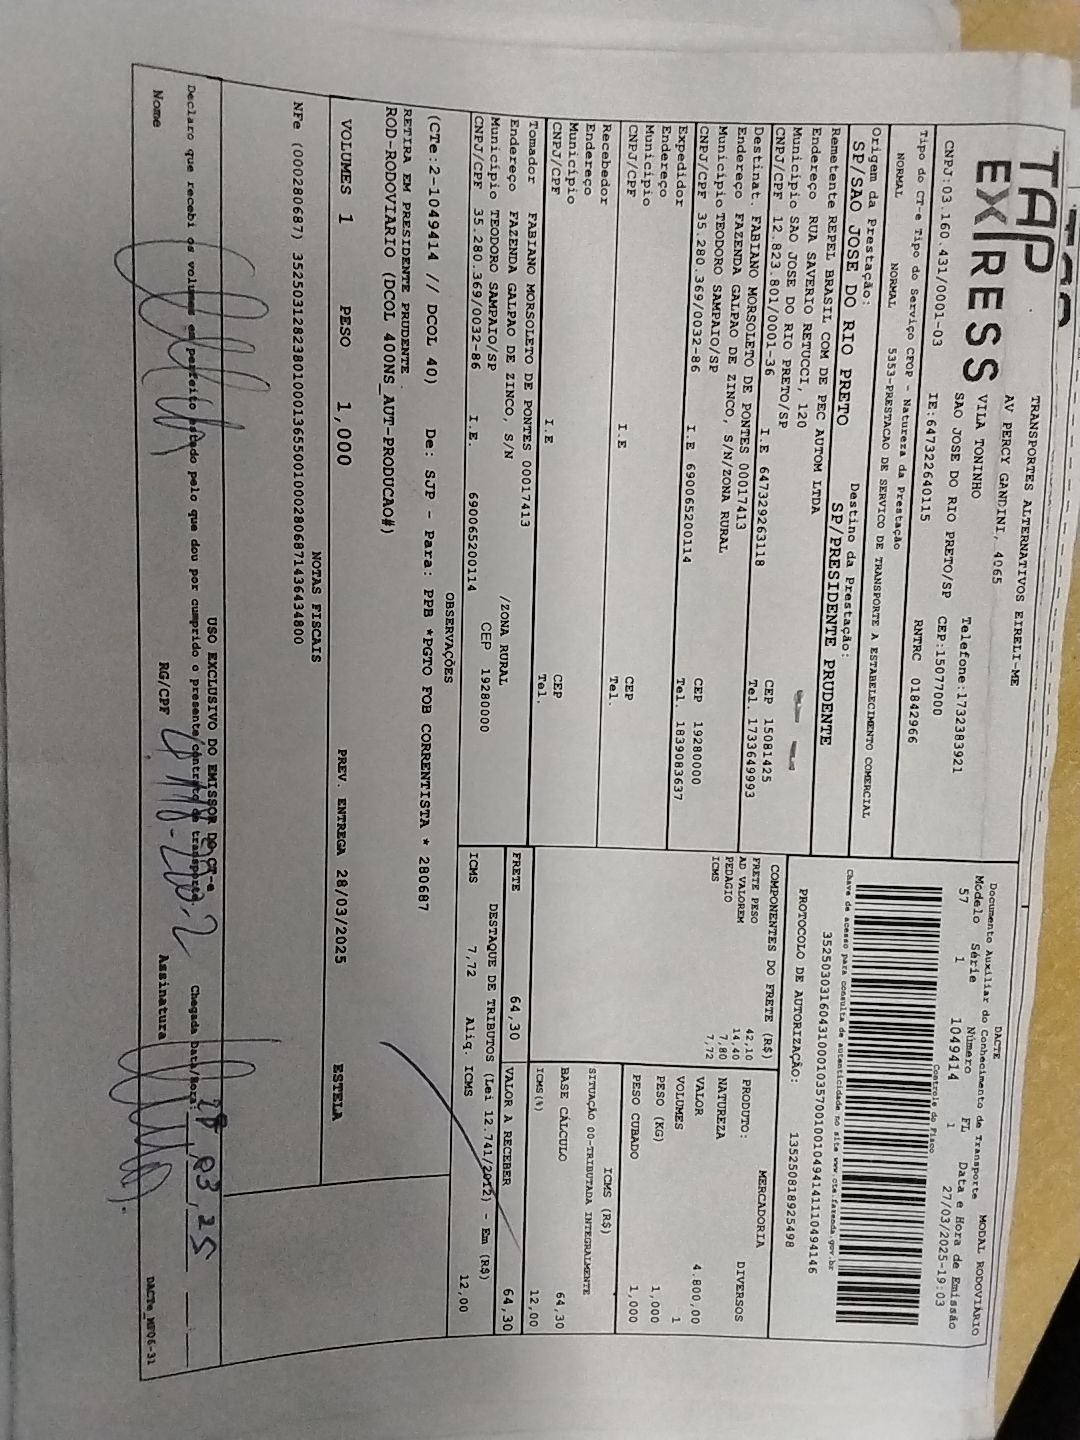 TAP
EXPRESS
TRANSPORTES ALTERNATIVOS EIRELI-ME
AV PERCY GANDINI, 4065
VILA TONINHO
SAO JOSE DO RIO PRETO/SP CEP:15077000
Telefone:1732383921
CNPJ:03.160.431/0001-03 IE:647322640115 RNTRC 01842966
Tipo do CT-e Tipo do Serviço CFOP - Natureza da Prestação
NORMAL NORMAL 5353-PRESTACAO DE SERVICO DE TRANSPORTE A ESTABELECIMENTO COMERCIAL
Origem da Prestação: Destino da Prestação:
SP/SAO JOSE DO RIO PRETO SP/PRESIDENTE PRUDENTE
DACTE MODAL RODOVIÁRIO
Documento Auxiliar do Conhecimento de Transporte
Modelo Série Número FL Data e Hora de Emissão
57 1 1049414 1 27/03/2025-19:03
Controle do Fisco
Chave de acesso para consulta de autenticidade no site www.cte.fazenda.gov.br
35250303160431000103570010010494141110494146
PROTOCOLO DE AUTORIZAÇÃO: 135250818925498
Remetente REPEL BRASIL COM DE PEC AUTOM LTDA
Endereço RUA SAVERIO RETUCCI, 120
Município SAO JOSE DO RIO PRETO/SP CEP 15081425
CNPJ/CPF 12.823.801/0001-36 I.E 647329263118 Tel. 1733649993
Destinat. FABIANO MORSOLETO DE PONTES 00017413
Endereço FAZENDA GALPAO DE ZINCO, S/N/ZONA RURAL
Município TEODORO SAMPAIO/SP CEP 19280000
CNPJ/CPF 35.280.369/0032-86 I.E 690065200114 Tel. 1839083637
Expedidor
Endereço
Município CEP
CNPJ/CPF I.E Tel.
Recebedor
Endereço
Município CEP
CNPJ/CPF I.E Tel.
Tomador FABIANO MORSOLETO DE PONTES 00017413
Endereço FAZENDA GALPAO DE ZINCO, S/N /ZONA RURAL
Município TEODORO SAMPAIO/SP CEP 19280000
CNPJ/CPF 35.280.369/0032-86 I.E. 690065200114
COMPONENTES DO FRETE (R$)
FRETE PESO 42,10
AD VALOREM 14,40
PEDAGIO 7,80
ICMS 7,72
MERCADORIA
PRODUTO: DIVERSOS
NATUREZA
VALOR 4.800,00
VOLUMES 1
PESO (KG) 1,000
PESO CUBADO 1,000
ICMS (R$)
SITUAÇÃO 00-TRIBUTADA INTEGRALMENTE
BASE CÁLCULO 64,30
ICMS(%) 12,00
FRETE 64,30 VALOR A RECEBER 64,30
DESTAQUE DE TRIBUTOS (Lei 12.741/2012) - Em (R$)
ICMS 7,72 Aliq. ICMS 12,00
OBSERVAÇÕES
(CTe:2-1049414 // DCOL 40) De: SJP - Para: PPB *PGTO FOB CORRENTISTA * 280687
RETIRA EM PRESIDENTE PRUDENTE
ROD-RODOVIARIO (DCOL 400NS_AUT-PRODUCAO#)
VOLUMES 1 PESO 1,000 PREV. ENTREGA 28/03/2025 ESTELA
NOTAS FISCAIS
NFe (000280687) 35250312823801000136550010002806871436434800
USO EXCLUSIVO DO EMISSOR DO CT-e
Declaro que recebi os volumes em perfeito estado pelo que dou por cumprido o presente contrato de transporte. Chegada Data/Hora: 28/03/25
Nome RG/CPF Assinatura
DACTe_MF06-31